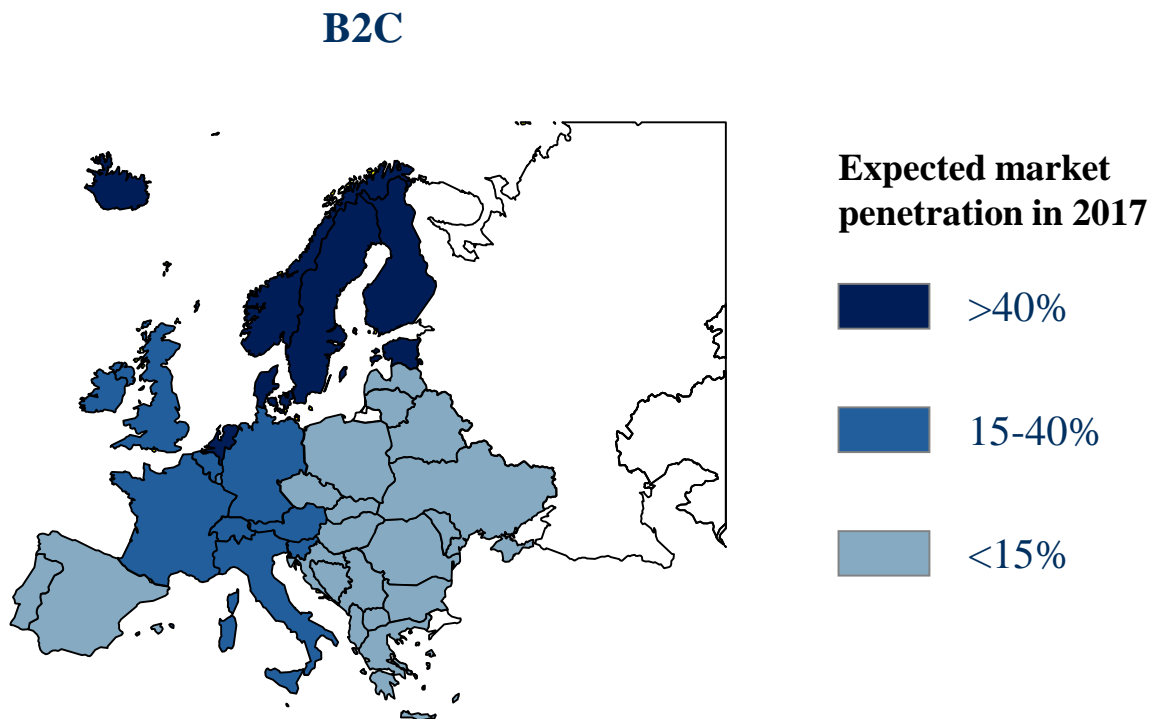 B2C
Expected market
penetration in 2017
>40%
15-40%
<15%